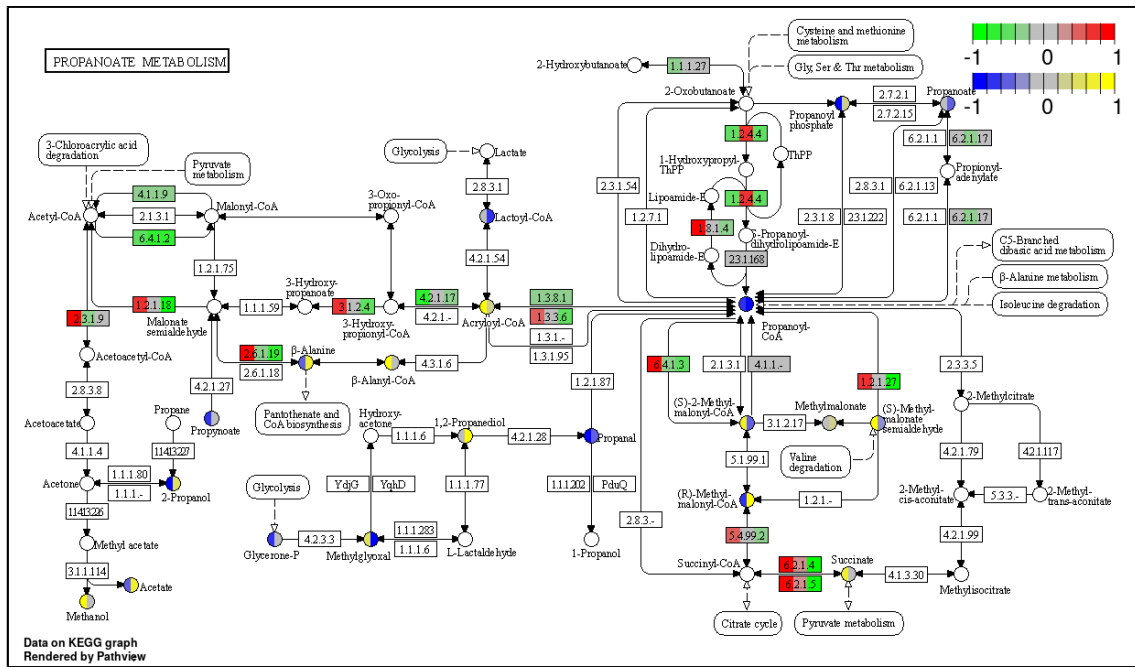 PROPANOATE METABOLISM
-1 0 1
-1 0 1
Cysteine and methionine
metabolism
2-Hydroxybutanoate
1.1.1.27
Gly, Ser & Thr metabolism
2-Oxobutanoate
Propanoyl
phosphate
2.7.2.1
2.7.2.15
Propanoate
6.2.1.1
6.2.1.17
Propionyl-
adenylate
6.2.1.1
6.2.1.17
1.2.4.4
ThPP
1-Hydroxypropyl-
ThPP
1.2.4.4
Lipoamide-E
1.8.1.4
Dihydro-
lipoamide-E
S-Propanoyl-
dihydrolipoamide-E
2.3.1.168
2.3.1.54
1.2.7.1
2.3.1.8
2.3.1.222
2.8.3.1
6.2.1.13
C5-Branched
dibasic acid metabolism
β-Alanine metabolism
Isoleucine degradation
Propanoyl-
CoA
3-Chloroacrylic acid
degradation
Pyruvate
metabolism
4.1.1.9
Acetyl-CoA
2.1.3.1
Malonyl-CoA
6.4.1.2
1.2.1.75
Glycolysis
Lactate
2.8.3.1
Lactoyl-CoA
4.2.1.54
3-Oxo-
propionyl-CoA
1.2.1.18
Malonate
semialdehyde
1.1.1.59
3-Hydroxy-
propanoate
3.1.2.4
3-Hydroxy-
propionyl-CoA
4.2.1.17
4.2.1.-
Acryloyl-CoA
1.3.8.1
1.3.3.6
1.3.1.-
1.3.1.95
2.3.1.9
Acetoacetyl-CoA
2.8.3.8
Acetoacetate
4.1.1.4
Acetone
Propane
1.14.13.227
1.1.1.80
1.1.1.-
2-Propanol
1.14.13.226
Methyl acetate
3.1.1.114
Acetate
Methanol
2.6.1.19
2.6.1.18
β-Alanine
β-Alanyl-CoA
4.3.1.6
4.2.1.27
Propynoate
Pantothenate and
CoA biosynthesis
Hydroxy-
acetone
1.1.1.6
1,2-Propanediol
4.2.1.28
Propanal
1.2.1.87
YdjG
YqhD
1.1.1.77
1.1.1.202
PduQ
Glycolysis
Glycerone-P
4.2.3.3
Methylglyoxal
1.1.1.283
1.1.1.6
L-Lactaldehyde
1-Propanol
6.4.1.3
2.1.3.1
4.1.1.-
1.2.1.27
2.3.3.5
(S)-2-Methyl-
malonyl-CoA
3.1.2.17
Methylmalonate
(S)-Methyl-
malonate
semialdehyde
Valine
degradation
5.1.99.1
(R)-Methyl-
malonyl-CoA
1.2.1.-
2.8.3.-
5.4.99.2
Succinyl-CoA
6.2.1.4
6.2.1.5
Succinate
4.1.3.30
Methylisocitrate
Citrate cycle
Pyruvate metabolism
2-Methylcitrate
4.2.1.79
4.2.1.117
2-Methyl-
cis-aconitate
5.3.3.-
2-Methyl-
trans-aconitate
4.2.1.99
Data on KEGG graph
Rendered by Pathview